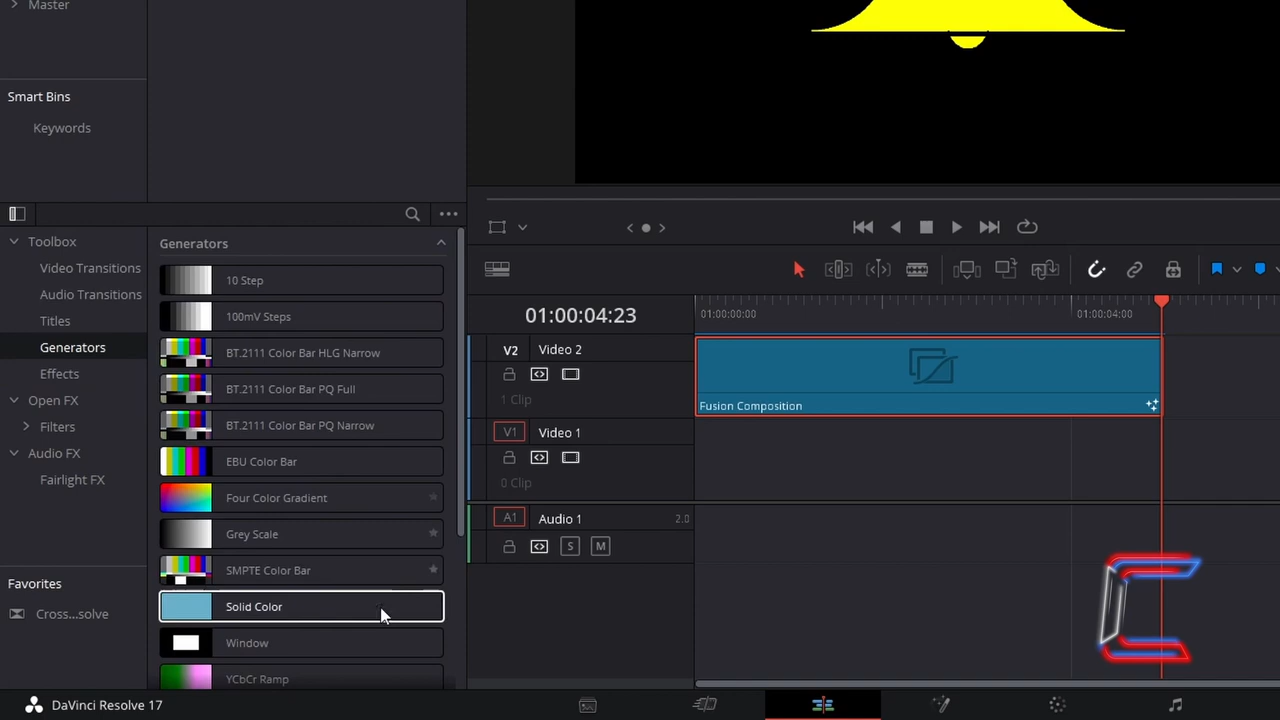 Master
Smart Bins
Keywords
Toolbox
Video Transitions
Audio Transitions
Titles
Generators
Effects
Open FX
Filters
Audio FX
Fairlight FX
Favorites
Cross...solve
Generators
10 Step
100mV Steps
BT.2111 Color Bar HLG Narrow
BT.2111 Color Bar PQ Full
BT.2111 Color Bar PQ Narrow
EBU Color Bar
Four Color Gradient
Grey Scale
SMPTE Color Bar
Solid Color
Window
YCbCr Ramp
01:00:04:23
01:00:00:00
01:00:04:00
V2 Video 2
1 Clip
Fusion Composition
V1 Video 1
0 Clip
A1 Audio 1 2.0
S M
DaVinci Resolve 17